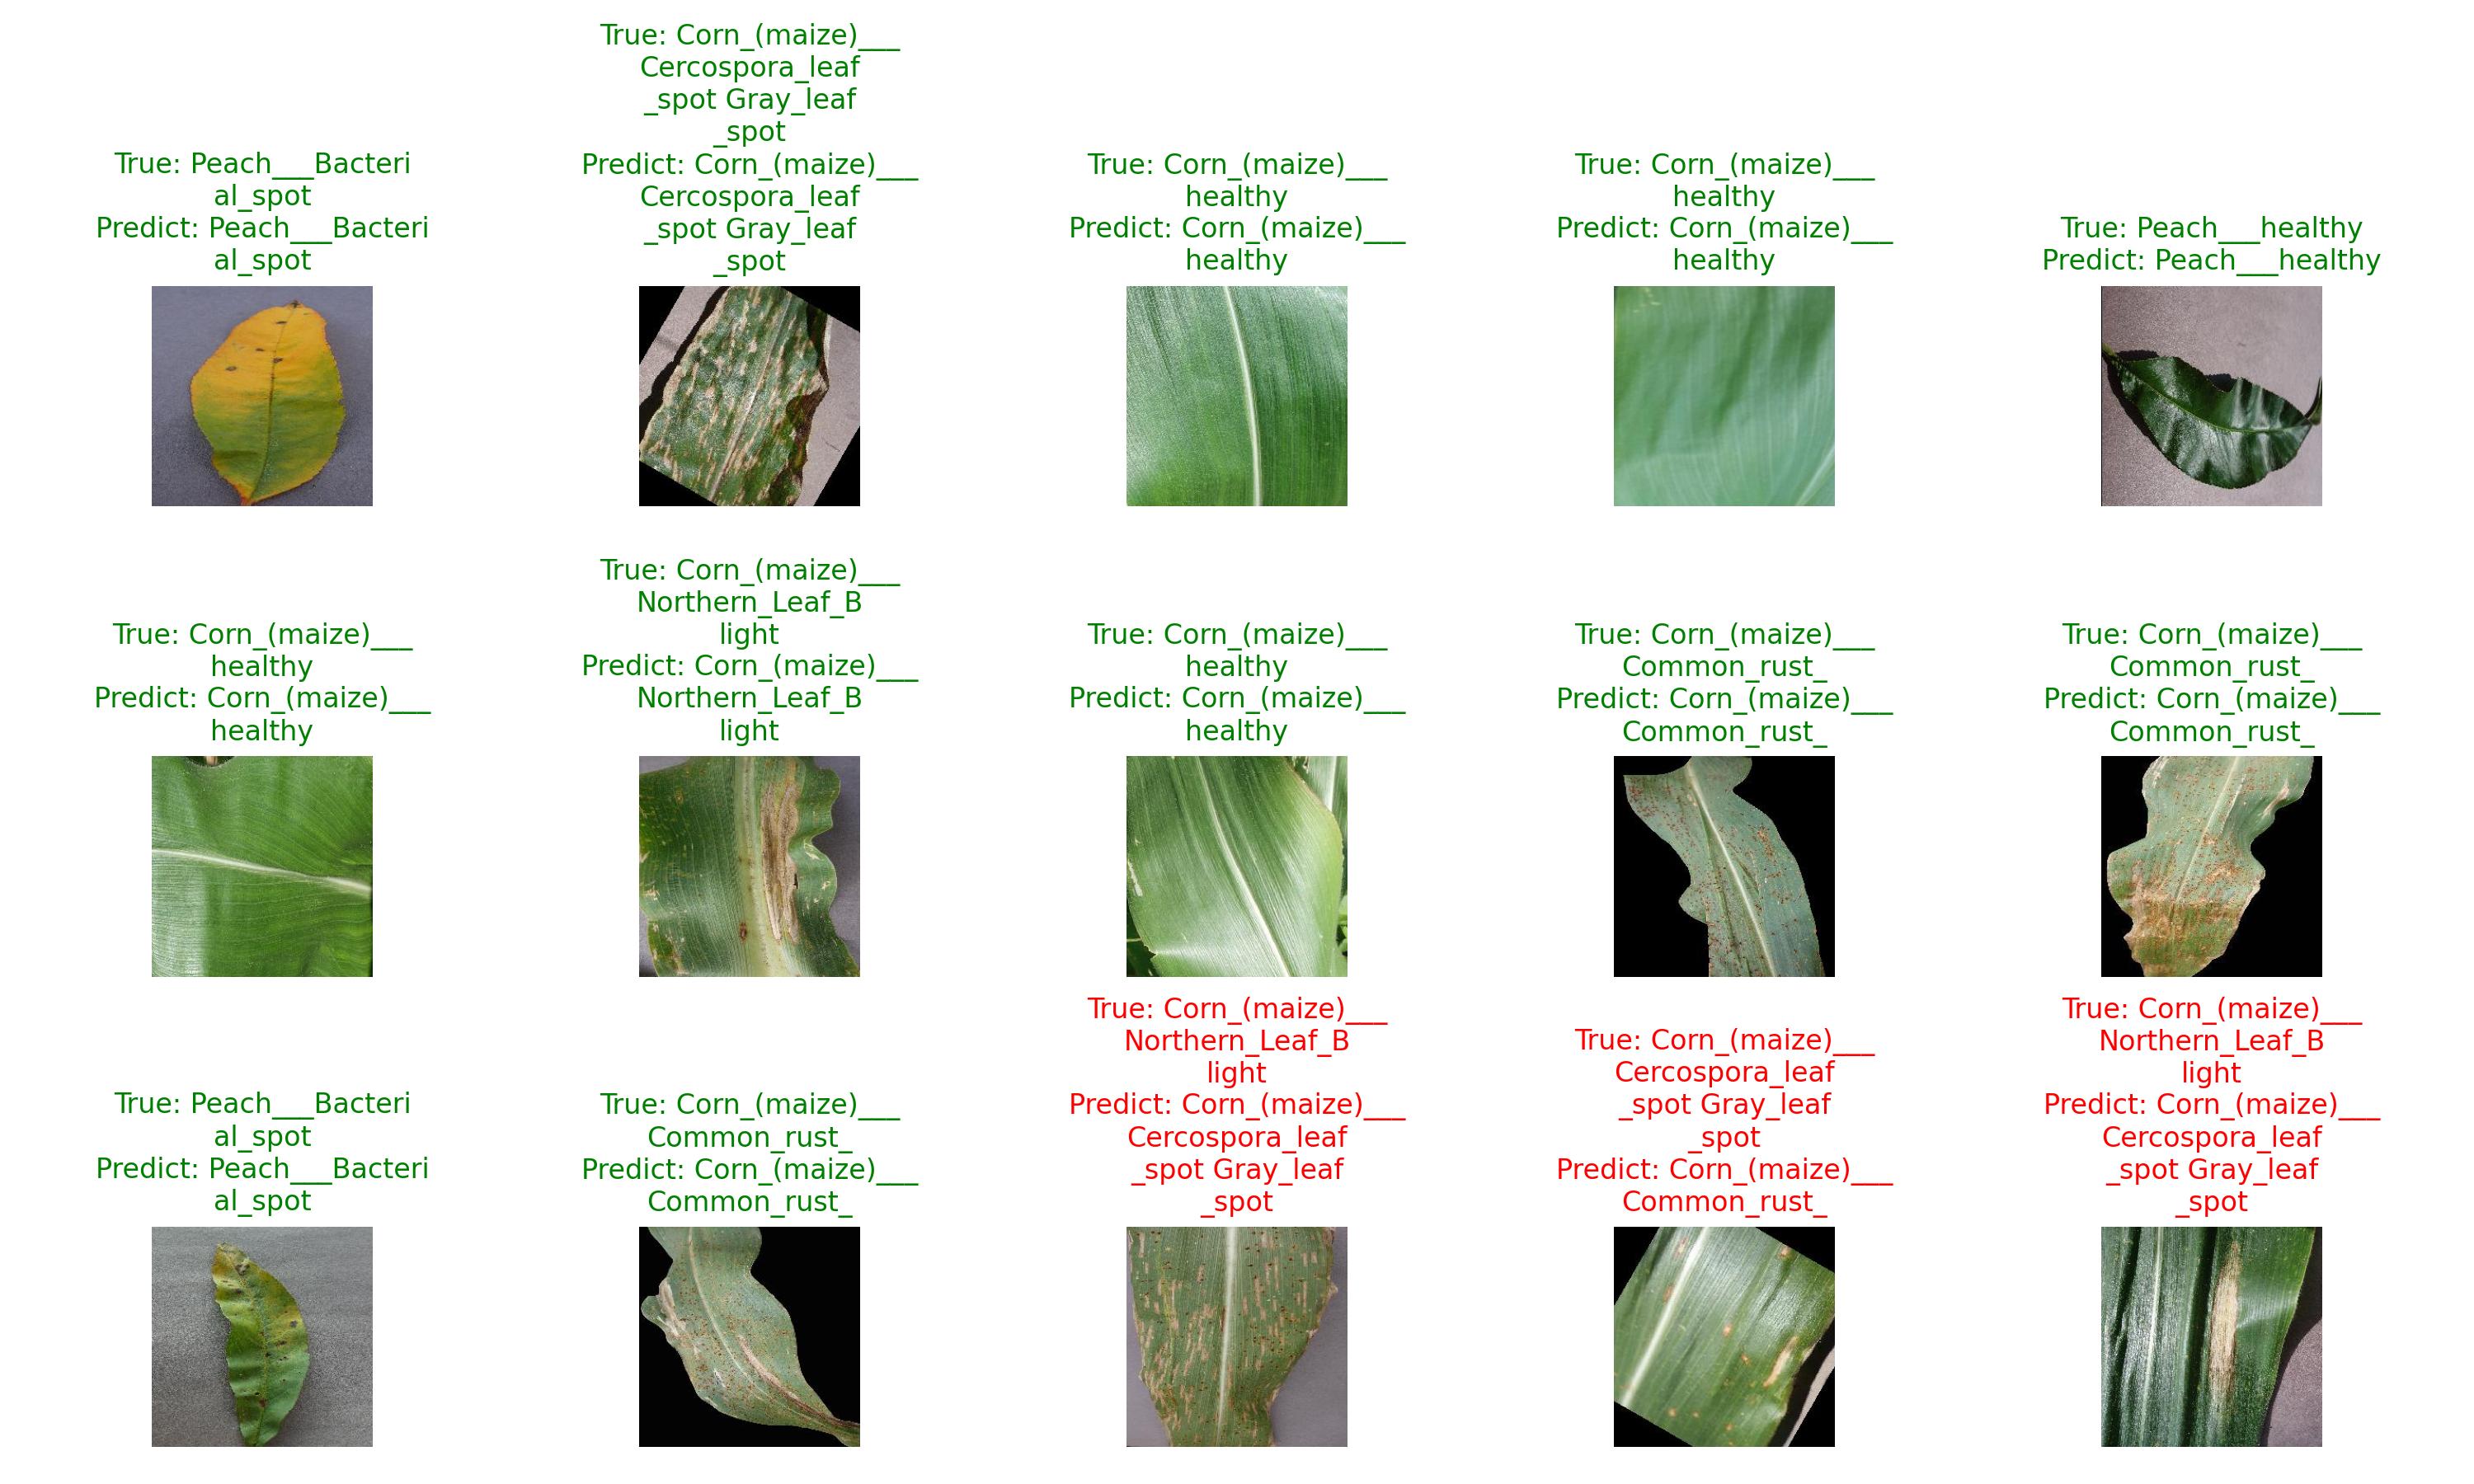 True: Peach___Bacteri
al_spot
Predict: Peach___Bacteri
al_spot
True: Corn_(maize)___
Cercospora_leaf
_spot Gray_leaf
_spot
Predict: Corn_(maize)___
Cercospora_leaf
_spot Gray_leaf
_spot
True: Corn_(maize)___
healthy
Predict: Corn_(maize)___
healthy
True: Corn_(maize)___
healthy
Predict: Corn_(maize)___
healthy
True: Peach___healthy
Predict: Peach___healthy
True: Corn_(maize)___
healthy
Predict: Corn_(maize)___
healthy
True: Corn_(maize)___
Northern_Leaf_B
light
Predict: Corn_(maize)___
Northern_Leaf_B
light
True: Corn_(maize)___
healthy
Predict: Corn_(maize)___
healthy
True: Corn_(maize)___
Common_rust_
Predict: Corn_(maize)___
Common_rust_
True: Corn_(maize)___
Common_rust_
Predict: Corn_(maize)___
Common_rust_
True: Peach___Bacteri
al_spot
Predict: Peach___Bacteri
al_spot
True: Corn_(maize)___
Common_rust_
Predict: Corn_(maize)___
Common_rust_
True: Corn_(maize)___
Northern_Leaf_B
light
Predict: Corn_(maize)___
Cercospora_leaf
_spot Gray_leaf
_spot
True: Corn_(maize)___
Cercospora_leaf
_spot Gray_leaf
_spot
Predict: Corn_(maize)___
Common_rust_
True: Corn_(maize)___
Northern_Leaf_B
light
Predict: Corn_(maize)___
Cercospora_leaf
_spot Gray_leaf
_spot